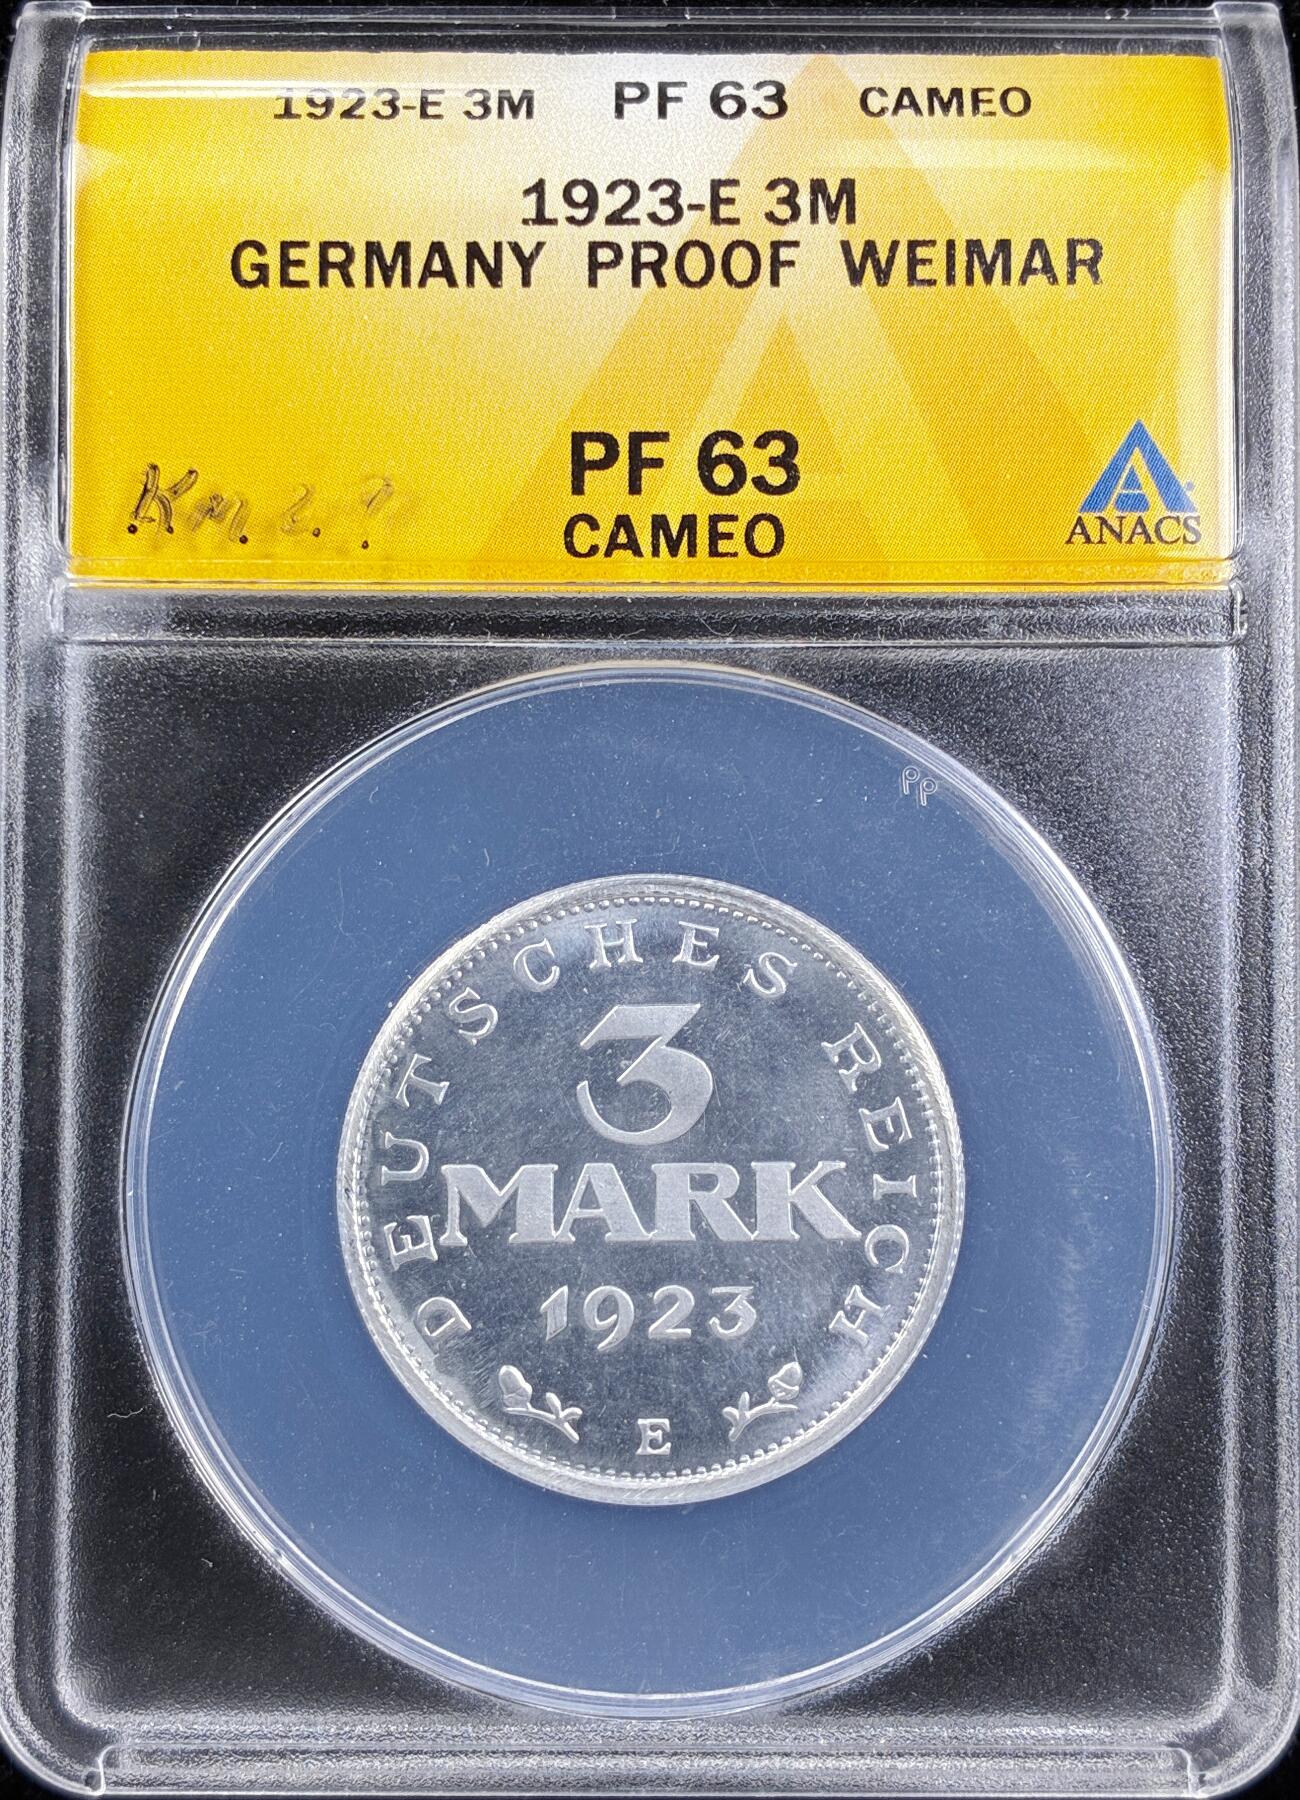 1923-E 3M PF 63 CAMEO
1923-E 3M
GERMANY PROOF WEIMAR
PF 63
CAMEO
ANACS
PP
DEUTSCHES REICH
3
MARK
1923
E